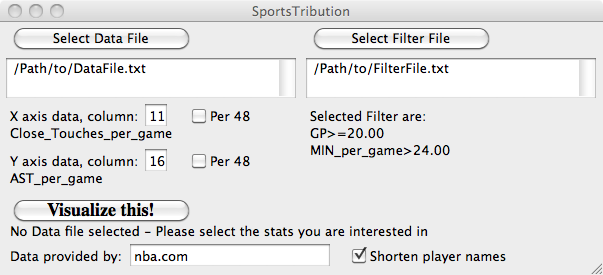 SportsTribution
Select Data File
Select Filter File
/Path/to/DataFile.txt
/Path/to/FilterFile.txt
X axis data, column: 11 Per 48
Close_Touches_per_game
Y axis data, column: 16 Per 48
AST_per_game
Selected Filter are:
GP>=20.00
MIN_per_game>24.00
Visualize this!
No Data file selected - Please select the stats you are interested in
Data provided by: nba.com Shorten player names